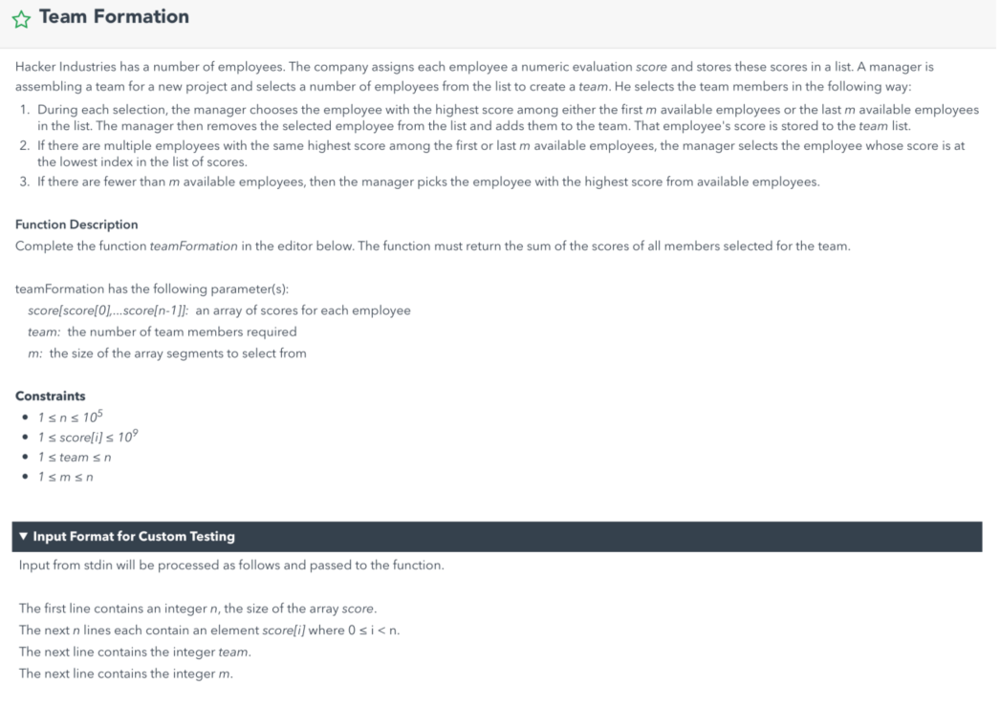 Team Formation
Hacker Industries has a number of employees. The company assigns each employee a numeric evaluation score and stores these scores in a list. A manager is
assembling a team for a new project and selects a number of employees from the list to create a team. He selects the team members in the following way:
1. During each selection, the manager chooses the employee with the highest score among either the first m available employees or the last m available employees
in the list. The manager then removes the selected employee from the list and adds them to the team. That employee's score is stored to the team list.
2. If there are multiple employees with the same highest score among the first or last m available employees, the manager selects the employee whose score is at
the lowest index in the list of scores.
3. If there are fewer than m available employees, then the manager picks the employee with the highest score from available employees.
Function Description
Complete the function teamFormation in the editor below. The function must return the sum of the scores of all members selected for the team.
teamFormation has the following parameter(s):
score[score[0],...score[n-1]]: an array of scores for each employee
team: the number of team members required
m: the size of the array segments to select from
Constraints
• 1 ≤ n ≤ 10⁵
• 1 ≤ score[i] ≤ 10⁹
• 1 ≤ team ≤ n
• 1 ≤ m ≤ n
▼ Input Format for Custom Testing
Input from stdin will be processed as follows and passed to the function.
The first line contains an integer n, the size of the array score.
The next n lines each contain an element score[i] where 0 ≤ i < n.
The next line contains the integer team.
The next line contains the integer m.